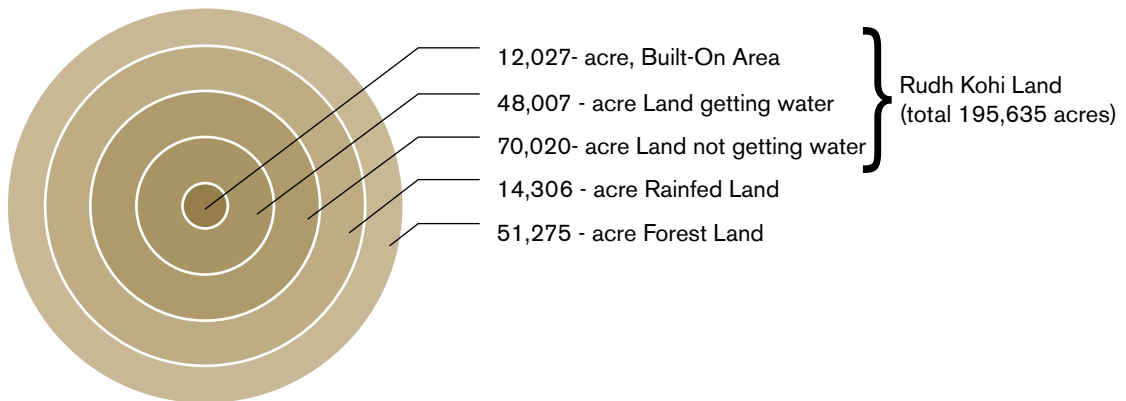 12,027- acre, Built-On Area
48,007 - acre Land getting water
70,020- acre Land not getting water
14,306 - acre Rainfed Land
51,275 - acre Forest Land
Rudh Kohi Land
(total 195,635 acres)